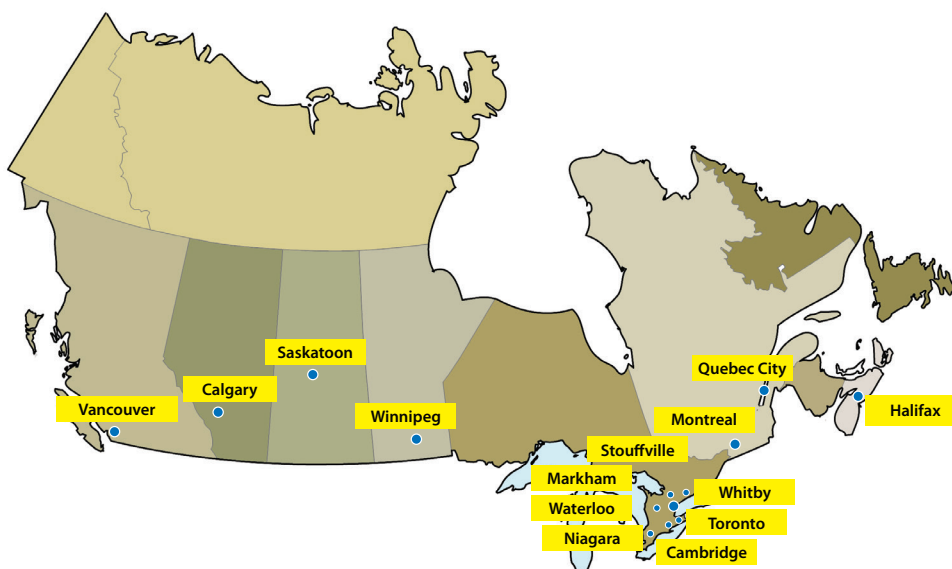 Saskatoon
Calgary
Vancouver
Winnipeg
Quebec City
Halifax
Montreal
Stouffville
Markham
Whitby
Waterloo
Toronto
Niagara
Cambridge